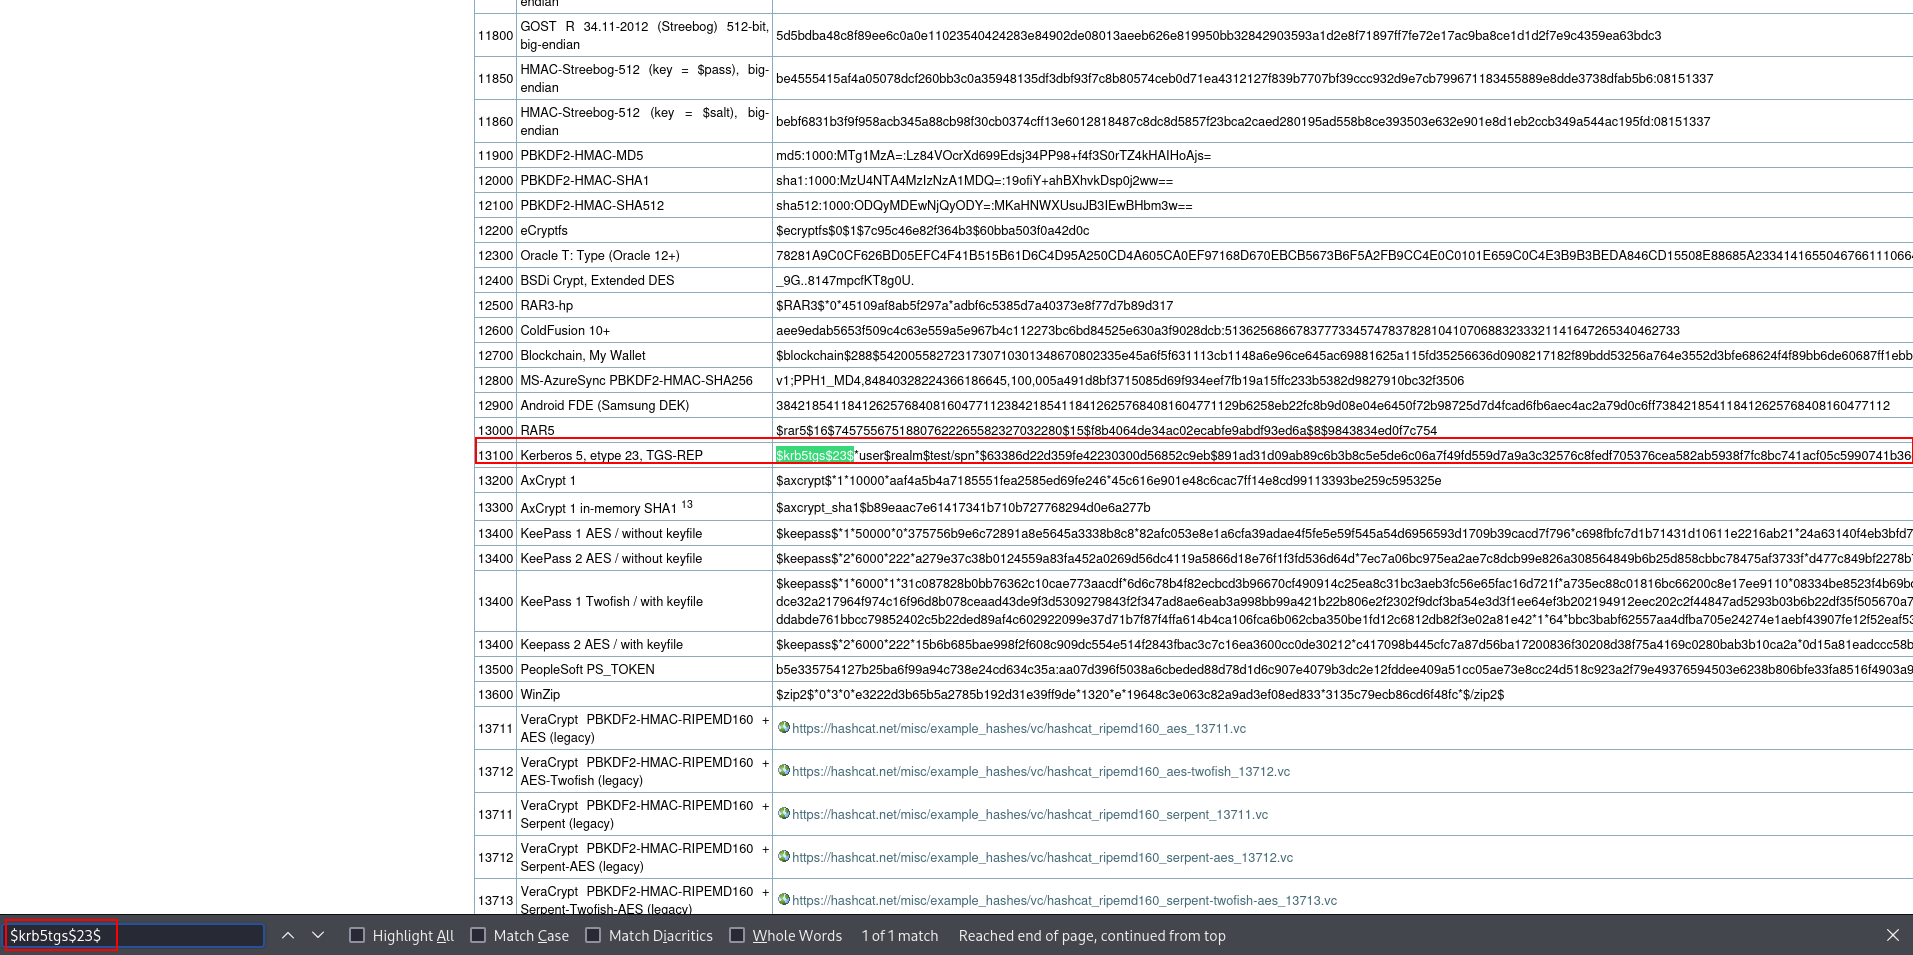 endian
11800 GOST R 34.11-2012 (Streebog) 512-bit, big-endian 5d5bdba48c8f89ee6c0a0e11023540424283e84902de08013aeeb626e819950bb32842903593a1d2e8f71897ff7fe72e17ac9ba8ce1d1d2f7e9c4359ea63bdc3
11850 HMAC-Streebog-512 (key = $pass), big-endian be4555415af4a05078dcf260bb3c0a35948135df3dbf93f7c8b80574ceb0d71ea4312127f839b7707bf39ccc932d9e7cb799671183455889e8dde3738dfab5b6:08151337
11860 HMAC-Streebog-512 (key = $salt), big-endian bebf6831b3f9f958acb345a88cb98f30cb0374cff13e6012818487c8dc8d5857f23bca2caed280195ad558b8ce393503e632e901e8d1eb2ccb349a544ac195fd:08151337
11900 PBKDF2-HMAC-MD5 md5:1000:MTg1MzA=:Lz84VOcrXd699Edsj34PP98+f4f3S0rTZ4kHAIHoAjs=
12000 PBKDF2-HMAC-SHA1 sha1:1000:MzU4NTA4MzIzNzA1MDQ=:19ofiY+ahBXhvkDsp0j2ww==
12100 PBKDF2-HMAC-SHA512 sha512:1000:ODQyMDEwNjQyODY=:MKaHNWXUsuJB3IEwBHbm3w==
12200 eCryptfs $ecryptfs$0$1$7c95c46e82f364b3$60bba503f0a42d0c
12300 Oracle T: Type (Oracle 12+) 78281A9C0CF626BD05EFC4F41B515B61D6C4D95A250CD4A605CA0EF97168D670EBCB5673B6F5A2FB9CC4E0C0101E659C0C4E3B9B3BEDA846CD15508E88685A2334141655046766111066
12400 BSDi Crypt, Extended DES _9G..8147mpcfKT8g0U.
12500 RAR3-hp $RAR3$*0*45109af8ab5f297a*adbf6c5385d7a40373e8f77d7b89d317
12600 ColdFusion 10+ aee9edab5653f509c4c63e559a5e967b4c112273bc6bd84525e630a3f9028dcb:5136256866783777334574783782810410706883233321141647265340462733
12700 Blockchain, My Wallet $blockchain$288$5420055827231730710301348670802335e45a6f5f631113cb1148a6e96ce645ac69881625a115fd35256636d0908217182f89bdd53256a764e3552d3bfe68624f4f89bb6de60687ff1ebb
12800 MS-AzureSync PBKDF2-HMAC-SHA256 v1;PPH1_MD4,84840328224366186645,100,005a491d8bf3715085d69f934eef7fb19a15ffc233b5382d9827910bc32f3506
12900 Android FDE (Samsung DEK) 38421854118412625768408160477112384218541184126257684081604771129b6258eb22fc8b9d08e04e6450f72b98725d7d4fcad6fb6aec4ac2a79d0c6ff738421854118412625768408160477112
13000 RAR5 $rar5$16$74575567518807622265582327032280$15$f8b4064de34ac02ecabfe9abdf93ed6a$8$9843834ed0f7c754
13100 Kerberos 5, etype 23, TGS-REP $krb5tgs$23$*user$realm$test/spn*$63386d22d359fe42230300d56852c9eb$891ad31d09ab89c6b3b8c5e5de6c06a7f49fd559d7a9a3c32576c8fedf705376cea582ab5938f7fc8bc741acf05c5990741b36
13200 AxCrypt 1 $axcrypt$*1*10000*aaf4a5b4a7185551fea2585ed69fe246*45c616e901e48c6cac7ff14e8cd99113393be259c595325e
13300 AxCrypt 1 in-memory SHA1 13 $axcrypt_sha1$b89eaac7e61417341b710b727768294d0e6a277b
13400 KeePass 1 AES / without keyfile $keepass$*1*50000*0*375756b9e6c72891a8e5645a3338b8c8*82afc053e8e1a6cfa39adae4f5fe5e59f545a54d6956593d1709b39cacd7f796*c698fbfc7d1b71431d10611e2216ab21*24a63140f4eb3bfd7
13400 KeePass 2 AES / without keyfile $keepass$*2*6000*222*a279e37c38b0124559a83fa452a0269d56dc4119a5866d18e76f1f3fd536d64d*7ec7a06bc975ea2ae7c8dcb99e826a308564849b6b25d858cbbc78475af3733f*d477c849bf2278b7
13400 KeePass 1 Twofish / with keyfile $keepass$*1*6000*1*31c087828b0bb76362c10cae773aacdf*6d6c78b4f82ecbcd3b96670cf490914c25ea8c31bc3aeb3fc56e65fac16d721f*a735ec88c01816bc66200c8e17ee9110*08334be8523f4b69bd
dce32a217964f974c16f96d8b078ceaad43de9f3d5309279843f2f347ad8ae6eab3a998bb99a421b22b806e2f2302f9dcf3ba54e3d3f1ee64ef3b202194912eec202c2f44847ad5293b03b6b22df35f505670a7
ddabde761bbcc79852402c5b22ded89af4c602922099e37d71b7f87f4ffa614b4ca106fca6b062cba350be1fd12c6812db82f3e02a81e42*1*64*bbc3babf62557aa4dfba705e24274e1aebf43907fe12f52eaf53
13400 Keepass 2 AES / with keyfile $keepass$*2*6000*222*15b6b685bae998f2f608c909dc554e514f2843fbac3c7c16ea3600cc0de30212*c417098b445cfc7a87d56ba17200836f30208d38f75a4169c0280bab3b10ca2a*0d15a81eadccc58b
13500 PeopleSoft PS_TOKEN b5e335754127b25ba6f99a94c738e24cd634c35a:aa07d396f5038a6cbeded88d78d1d6c907e4079b3dc2e12fddee409a51cc05ae73e8cc24d518c923a2f79e49376594503e6238b806bfe33fa8516f4903a9
13600 WinZip $zip2$*0*3*0*e3222d3b65b5a2785b192d31e39ff9de*1320*e*19648c3e063c82a9ad3ef08ed833*3135c79ecb86cd6f48fc*$/zip2$
13711 VeraCrypt PBKDF2-HMAC-RIPEMD160 + AES (legacy) https://hashcat.net/misc/example_hashes/vc/hashcat_ripemd160_aes_13711.vc
13712 VeraCrypt PBKDF2-HMAC-RIPEMD160 + AES-Twofish (legacy) https://hashcat.net/misc/example_hashes/vc/hashcat_ripemd160_aes-twofish_13712.vc
13711 VeraCrypt PBKDF2-HMAC-RIPEMD160 + Serpent (legacy) https://hashcat.net/misc/example_hashes/vc/hashcat_ripemd160_serpent_13711.vc
13712 VeraCrypt PBKDF2-HMAC-RIPEMD160 + Serpent-AES (legacy) https://hashcat.net/misc/example_hashes/vc/hashcat_ripemd160_serpent-aes_13712.vc
13713 VeraCrypt PBKDF2-HMAC-RIPEMD160 + Serpent-Twofish-AES (legacy) https://hashcat.net/misc/example_hashes/vc/hashcat_ripemd160_serpent-twofish-aes_13713.vc
$krb5tgs$23$ Highlight All Match Case Match Diacritics Whole Words 1 of 1 match Reached end of page, continued from top